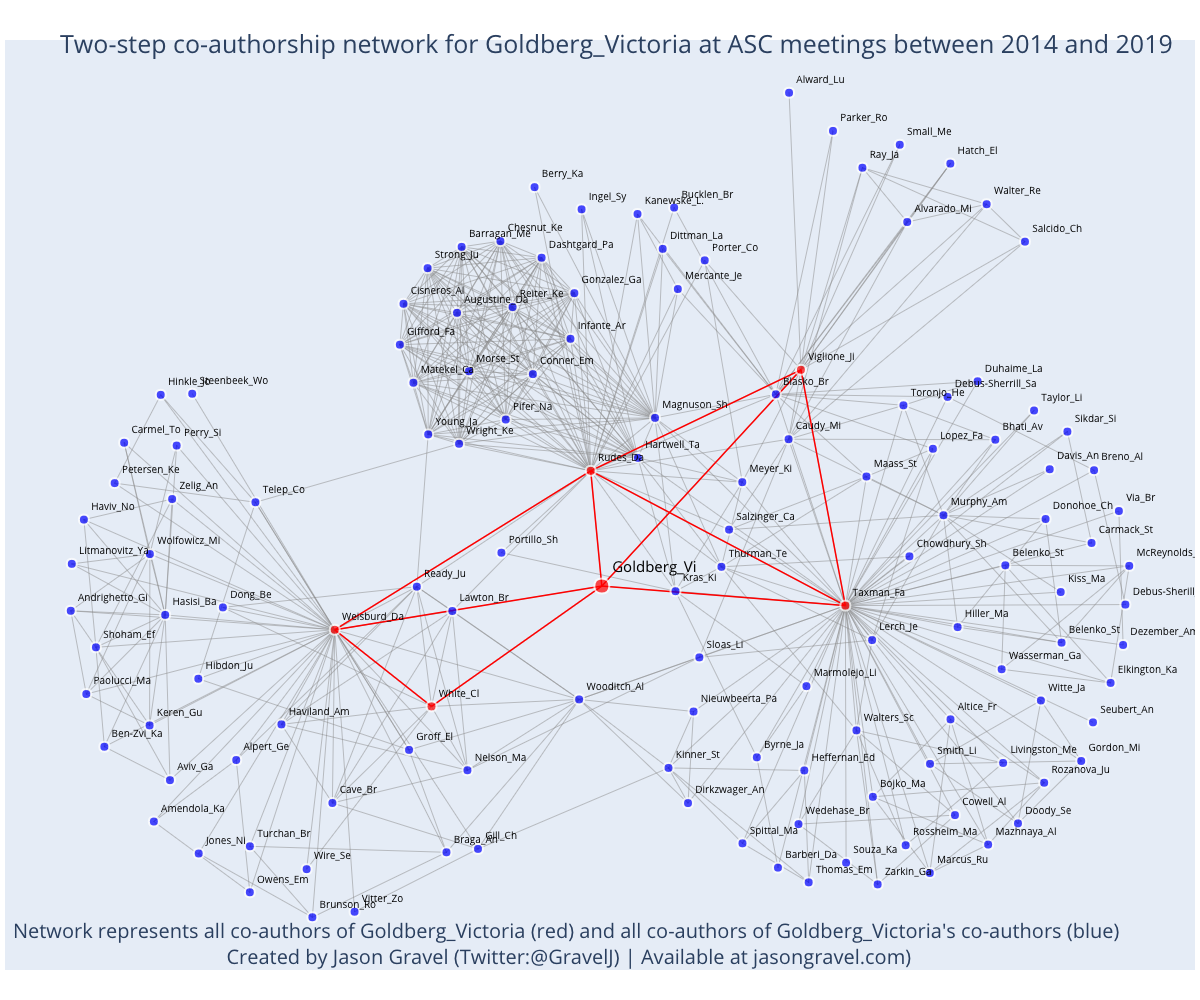 Two-step co-authorship network for Goldberg_Victoria at ASC meetings between 2014 and 2019
Alward_Lu
Parker_Ro
Small_Me
Ray_Ja
Hatch_El
Berry_Ka
Ingel_Sy
Kanewske_L.
Bucklen_Br
Walter_Re
Alvarado_Mi
Salcido_Ch
Chesnut_Ke
Barragan_Me
Dashtgard_Pa
Dittman_La
Porter_Co
Strong_Ju
Mercante_Je
Gonzalez_Ga
Cisneros_Al
Augustine_Da
Reiter_Ke
Gifford_Fa
Infante_Ar
Matekel_Ca
Morse_St
Conner_Em
Viglione_Ji
Blasko_Br
Duhaime_La
Debus-Sherrill_Sa
Toronjo_He
Taylor_Li
Hinkle_Jo
Steenbeek_Wo
Pifer_Na
Magnuson_Sh
Young_Ja
Wright_Ke
Caudy_Mi
Lopez_Fa
Bhati_Av
Sikdar_Si
Carmel_To
Perry_Si
Hartwell_Ta
Rudes_Da
Meyer_Ki
Maass_St
Davis_An
Breno_Al
Petersen_Ke
Zelig_An
Telep_Co
Haviv_No
Salzinger_Ca
Murphy_Am
Donohoe_Ch
Via_Br
Carmack_St
Litmanovitz_Ya
Wolfowicz_Mi
Portillo_Sh
Thurman_Te
Chowdhury_Sh
Belenko_St
McReynolds_
Goldberg_Vi
Ready_Ju
Kras_Ki
Taxman_Fa
Kiss_Ma
Debus-Sherrill
Andrighetto_Gi
Hasisi_Ba
Dong_Be
Weisburd_Da
Lawton_Br
Hiller_Ma
Belenko_St
Dezember_Am
Shoham_Ef
Lerch_Je
Sloas_Li
Wasserman_Ga
Elkington_Ka
Paolucci_Ma
Hibdon_Ju
White_Cl
Wooditch_Al
Nieuwbeerta_Pa
Marmolejo_Li
Witte_Ja
Seubert_An
Ben-Zvi_Ka
Keren_Gu
Haviland_Am
Groff_El
Walters_Sc
Altice_Fr
Aviv_Ga
Alpert_Ge
Nelson_Ma
Kinner_St
Byrne_Ja
Heffernan_Ed
Smith_Li
Livingston_Me
Gordon_Mi
Rozanova_Ju
Amendola_Ka
Cave_Br
Dirkzwager_An
Bojko_Ma
Cowell_Al
Doody_Se
Jones_Ni
Turchan_Br
Wire_Se
Braga_An
Gill_Ch
Spittal_Ma
Wedehase_Br
Rossheim_Ma
Mazhnaya_Al
Owens_Em
Barberi_Da
Thomas_Em
Souza_Ka
Zarkin_Ga
Marcus_Ru
Brunson_Ro
Vitter_Zo
Network represents all co-authors of Goldberg_Victoria (red) and all co-authors of Goldberg_Victoria's co-authors (blue)
Created by Jason Gravel (Twitter:@GravelJ) | Available at jasongravel.com)